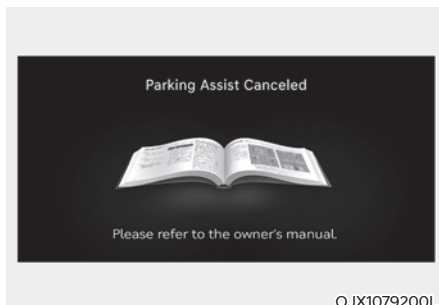 Parking Assist Canceled
Please refer to the owner's manual.
OJX1079200L